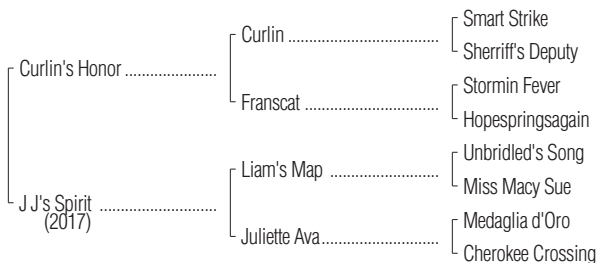 Smart Strike
Curlin ..............................................
Sherriff's Deputy
Curlin's Honor ......................
Stormin Fever
Franscat .........................................
Hopespringsagain
Unbridled's Song
Liam's Map .................................
Miss Macy Sue
J J's Spirit ............................
(2017)
Medaglia d'Oro
Juliette Ava...................................
Cherokee Crossing